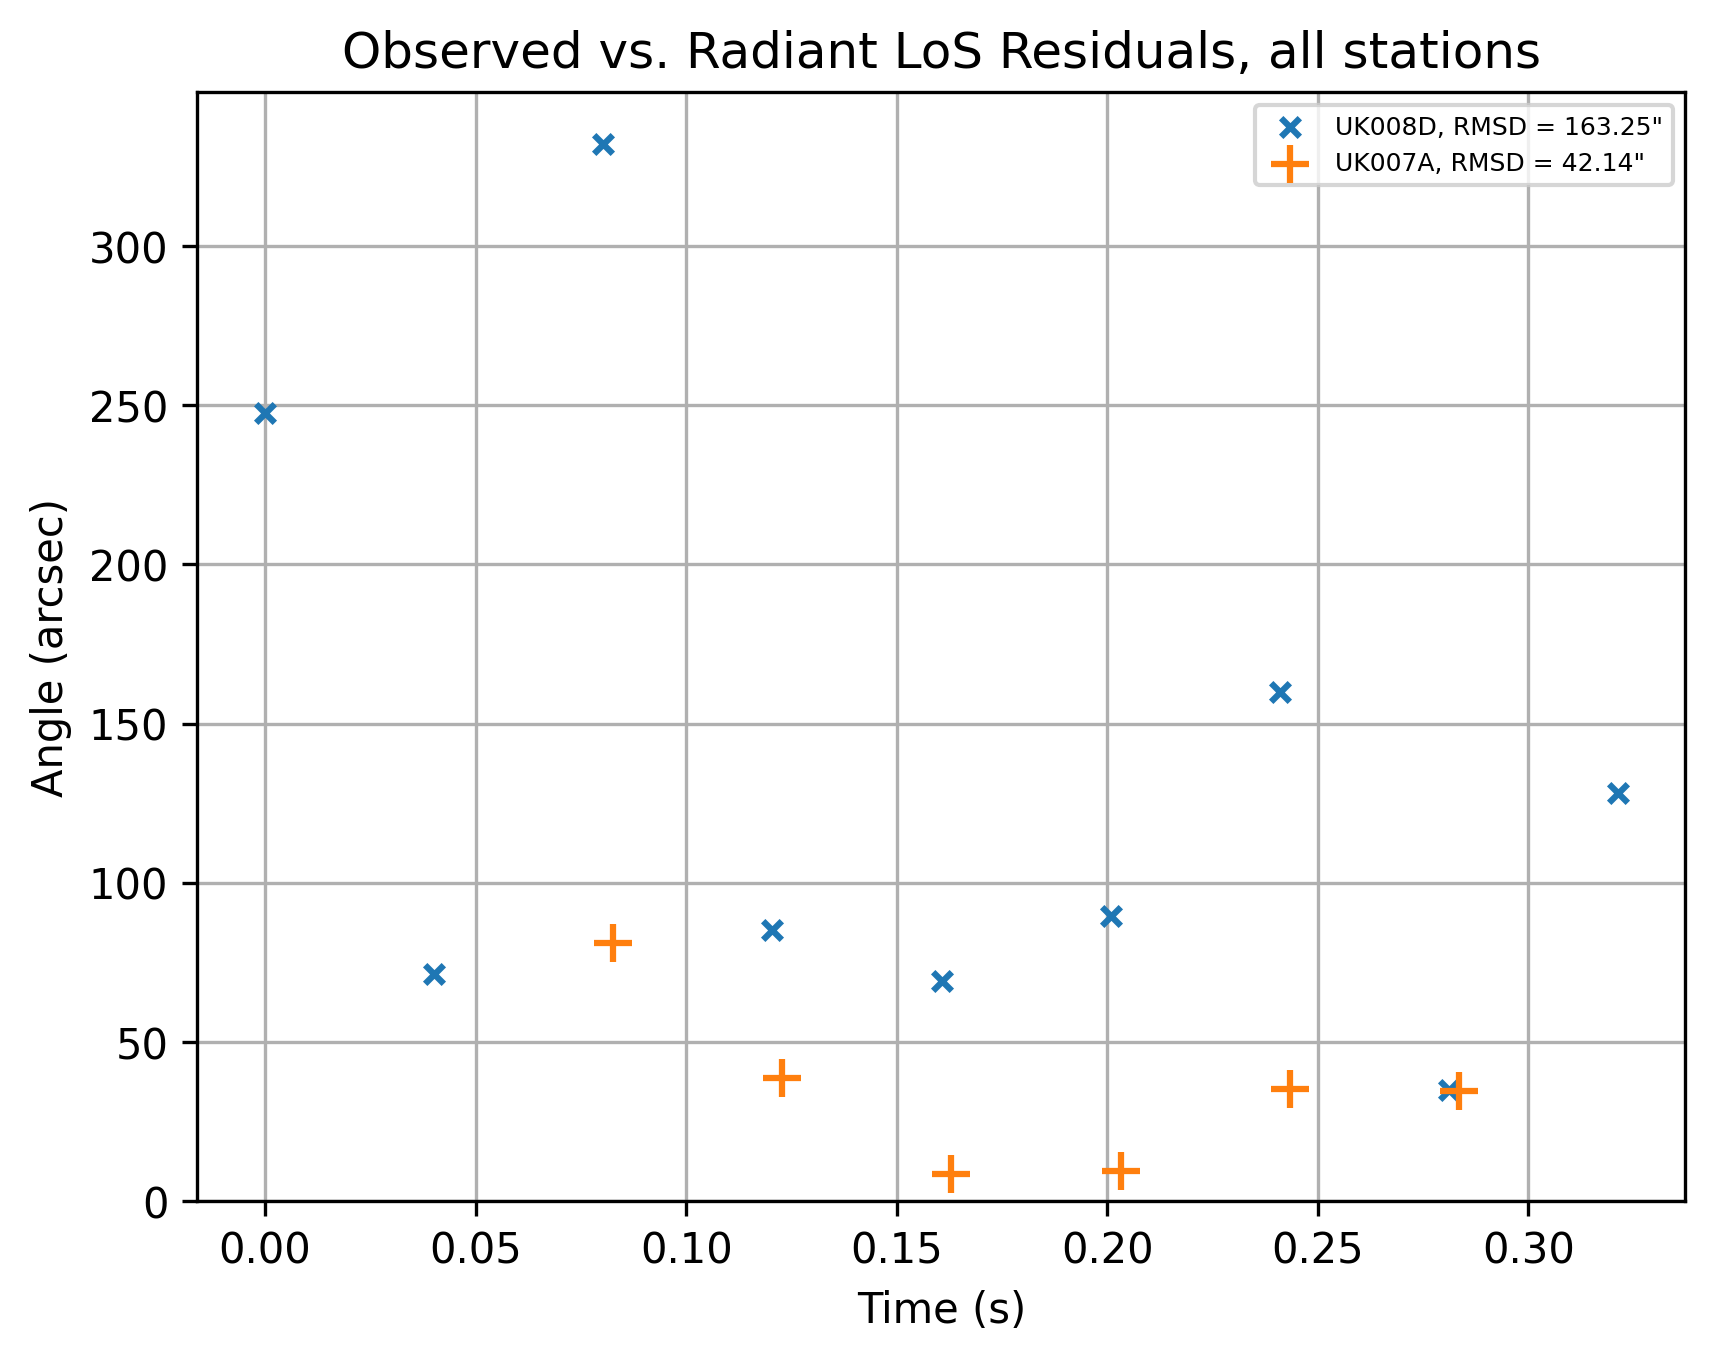 Observed vs. Radiant LoS Residuals, all stations
UK008D, RMSD = 163.25"
UK007A, RMSD = 42.14"
300
250
200
150
100
50
0
Angle (arcsec)
0.00 0.05 0.10 0.15 0.20 0.25 0.30
Time (s)